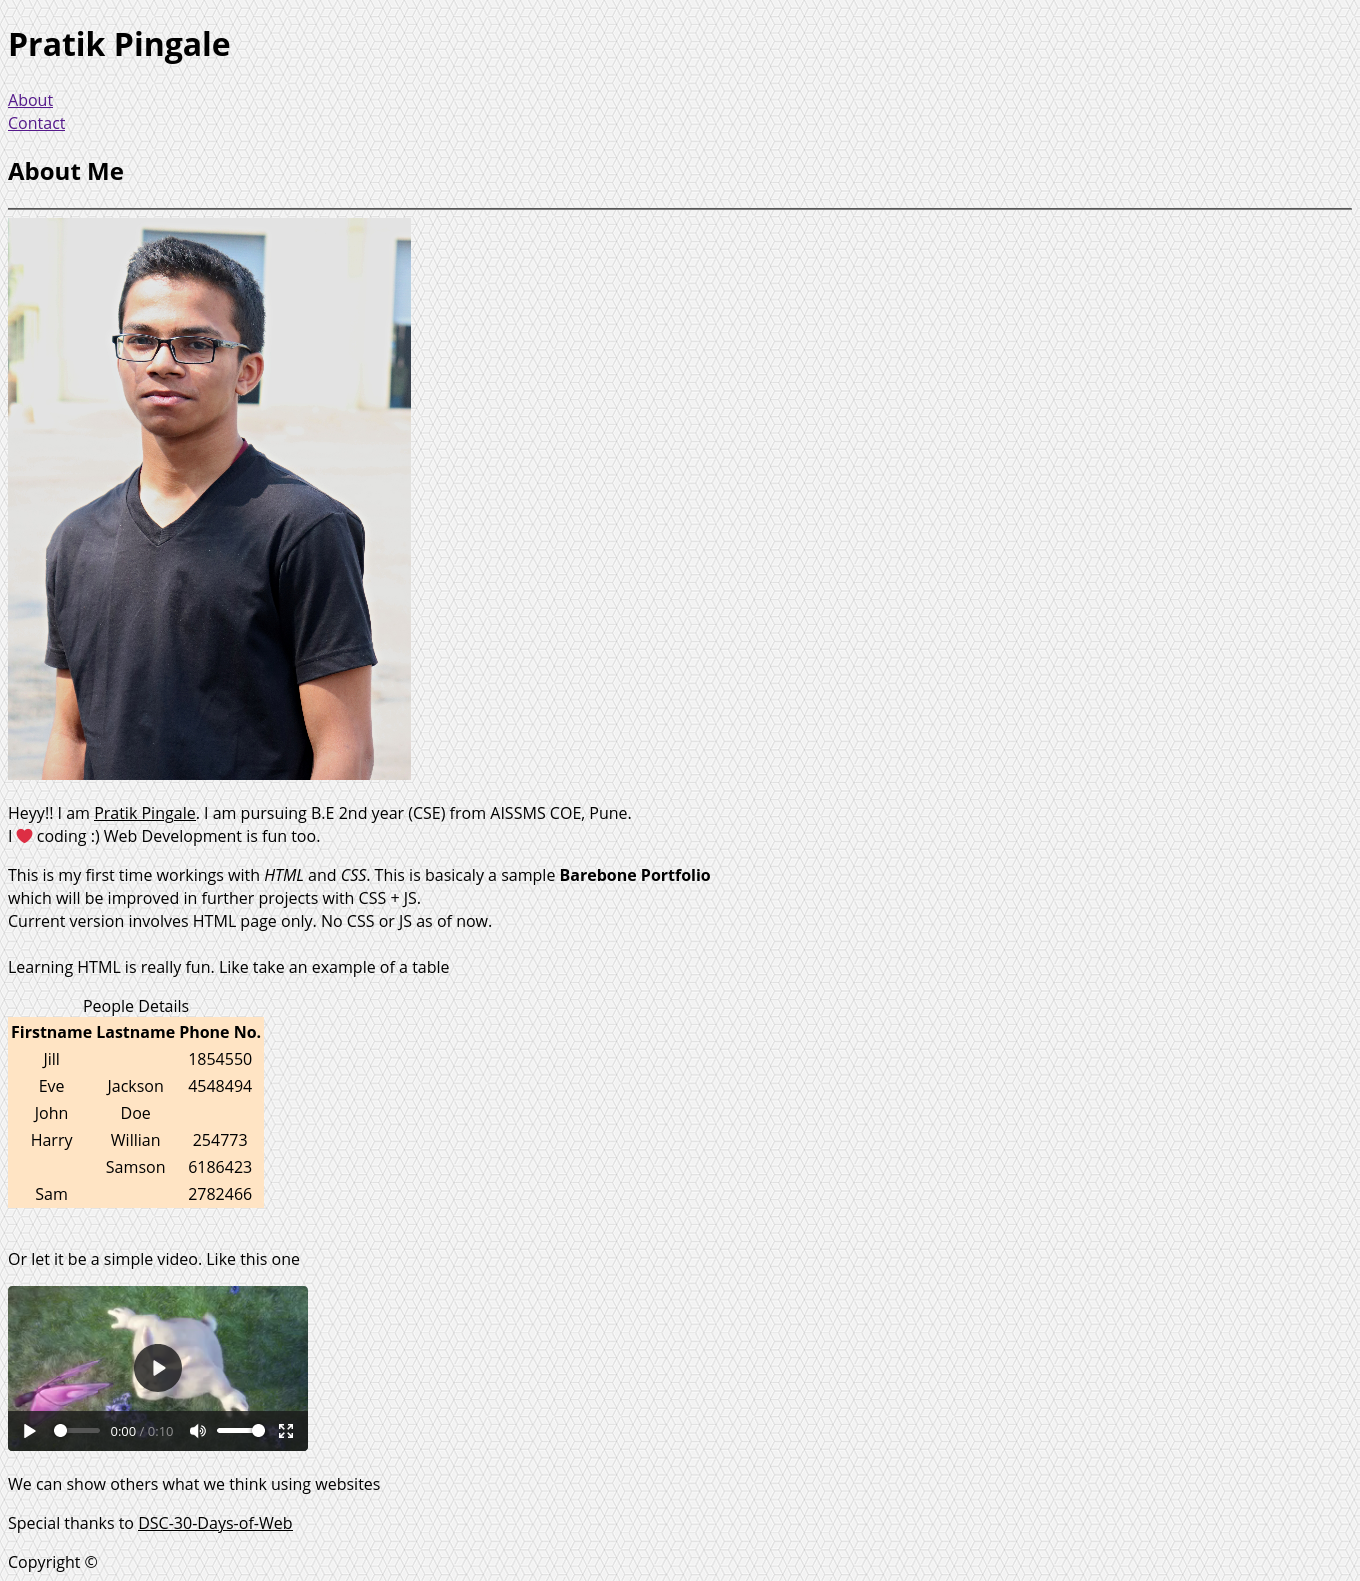 Pratik Pingale
About
Contact
About Me
Heyy!! I am Pratik Pingale. I am pursuing B.E 2nd year (CSE) from AISSMS COE, Pune.
I ❤ coding :) Web Development is fun too.
This is my first time workings with HTML and CSS. This is basicaly a sample Barebone Portfolio
which will be improved in further projects with CSS + JS.
Current version involves HTML page only. No CSS or JS as of now.
Learning HTML is really fun. Like take an example of a table
People Details
Firstname Lastname Phone No.
Jill 1854550
Eve Jackson 4548494
John Doe
Harry Willian 254773
Samson 6186423
Sam 2782466
Or let it be a simple video. Like this one
0:00 / 0:10
We can show others what we think using websites
Special thanks to DSC-30-Days-of-Web
Copyright ©